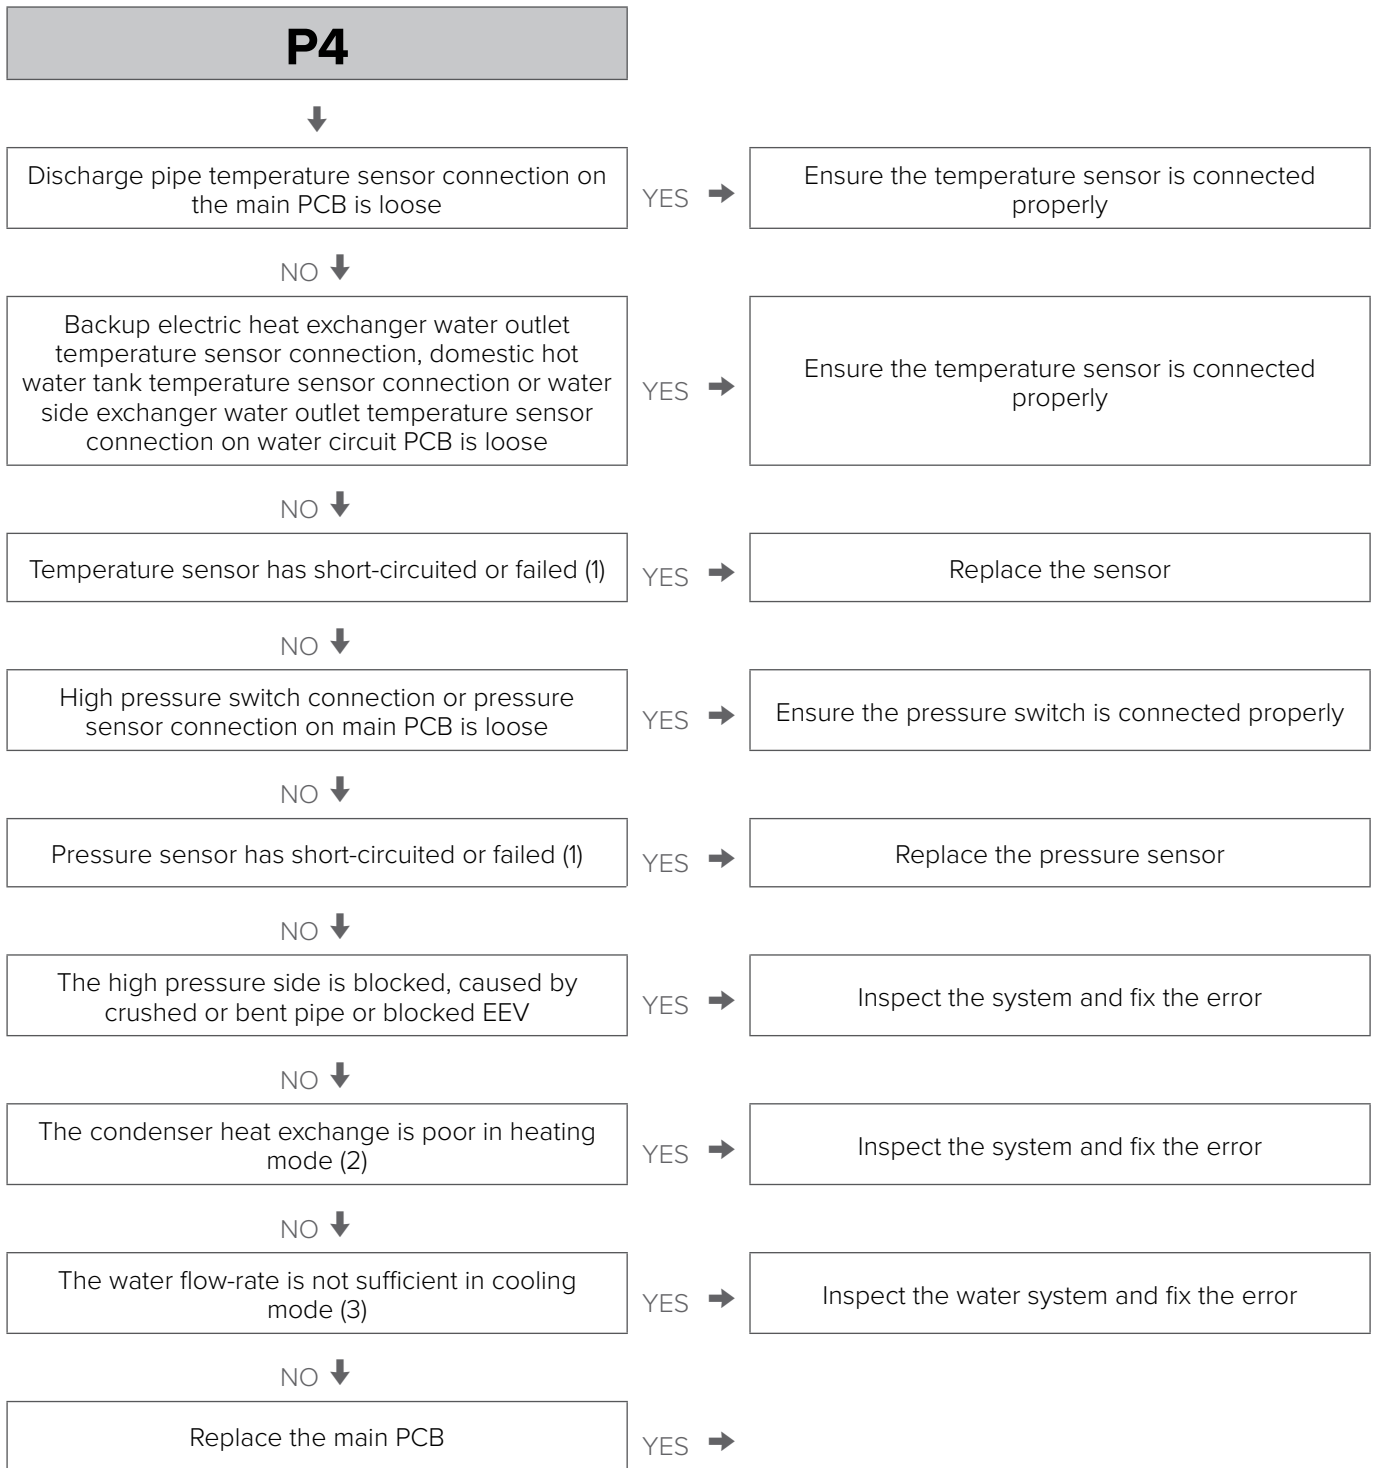 P4
Discharge pipe temperature sensor connection on
the main PCB is loose
YES
Ensure the temperature sensor is connected
properly
NO
Backup electric heat exchanger water outlet
temperature sensor connection, domestic hot
water tank temperature sensor connection or water
side exchanger water outlet temperature sensor
connection on water circuit PCB is loose
YES
Ensure the temperature sensor is connected
properly
NO
Temperature sensor has short-circuited or failed (1)
YES
Replace the sensor
NO
High pressure switch connection or pressure
sensor connection on main PCB is loose
YES
Ensure the pressure switch is connected properly
NO
Pressure sensor has short-circuited or failed (1)
YES
Replace the pressure sensor
NO
The high pressure side is blocked, caused by
crushed or bent pipe or blocked EEV
YES
Inspect the system and fix the error
NO
The condenser heat exchange is poor in heating
mode (2)
YES
Inspect the system and fix the error
NO
The water flow-rate is not sufficient in cooling
mode (3)
YES
Inspect the water system and fix the error
NO
Replace the main PCB
YES